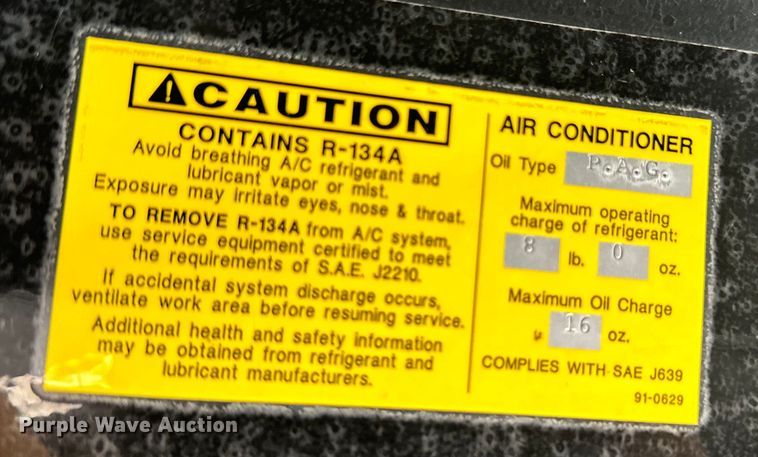 CAUTION
CONTAINS R-134A
Avoid breathing A/C refrigerant and
lubricant vapor or mist.
Exposure may irritate eyes, nose & throat.
TO REMOVE R-134A from A/C system,
use service equipment certified to meet
the requirements of S.A.E. J2210.
If accidental system discharge occurs,
ventilate work area before resuming service.
Additional health and safety information
may be obtained from refrigerant and
lubricant manufacturers.
AIR CONDITIONER
Oil Type P.A.G.
Maximum operating
charge of refrigerant:
8 lb. 0 oz.
Maximum Oil Charge
16 oz.
COMPLIES WITH SAE J639
91-0629
Purple Wave Auction